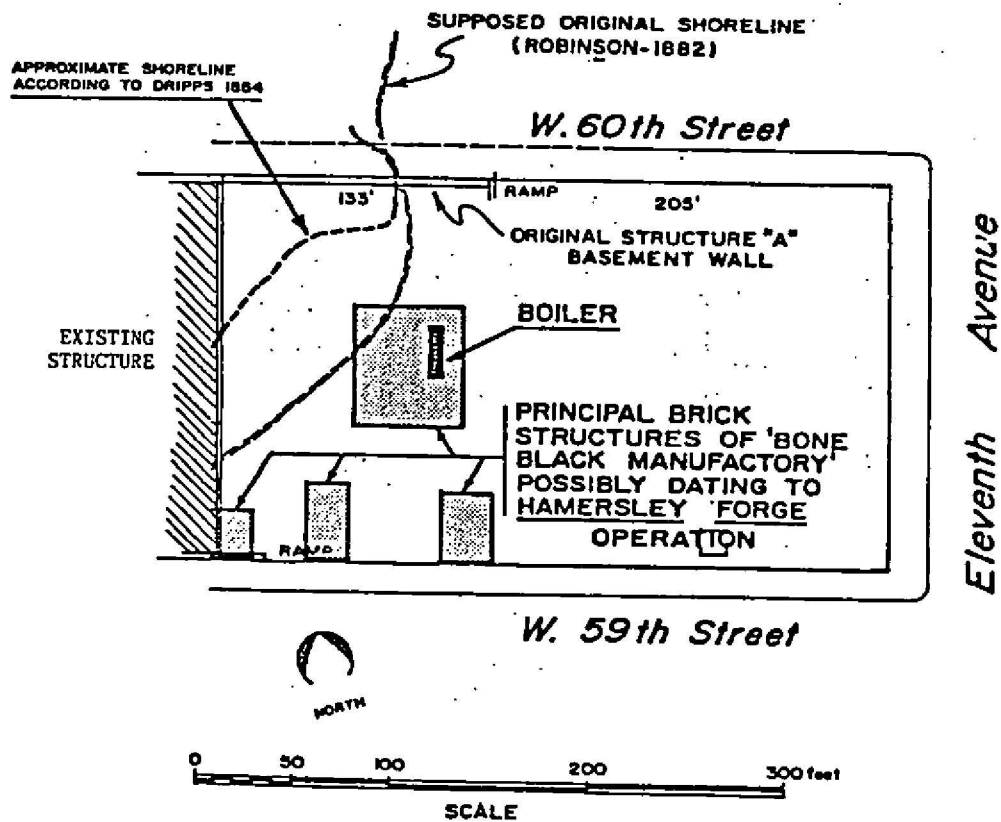 SUPPOSED ORIGINAL SHORELINE
(ROBINSON-1882)
APPROXIMATE SHORELINE
ACCORDING TO DRIPPS 1864
W. 60th Street
133'
RAMP
205'
ORIGINAL STRUCTURE "A"
BASEMENT WALL
Eleventh Avenue
BOILER
EXISTING
STRUCTURE
PRINCIPAL BRICK
STRUCTURES OF 'BONE
BLACK MANUFACTORY'
POSSIBLY DATING TO
HAMERSLEY FORGE
OPERATION
RAMP
W. 59th Street
NORTH
0 50 100 200 300 feet
SCALE